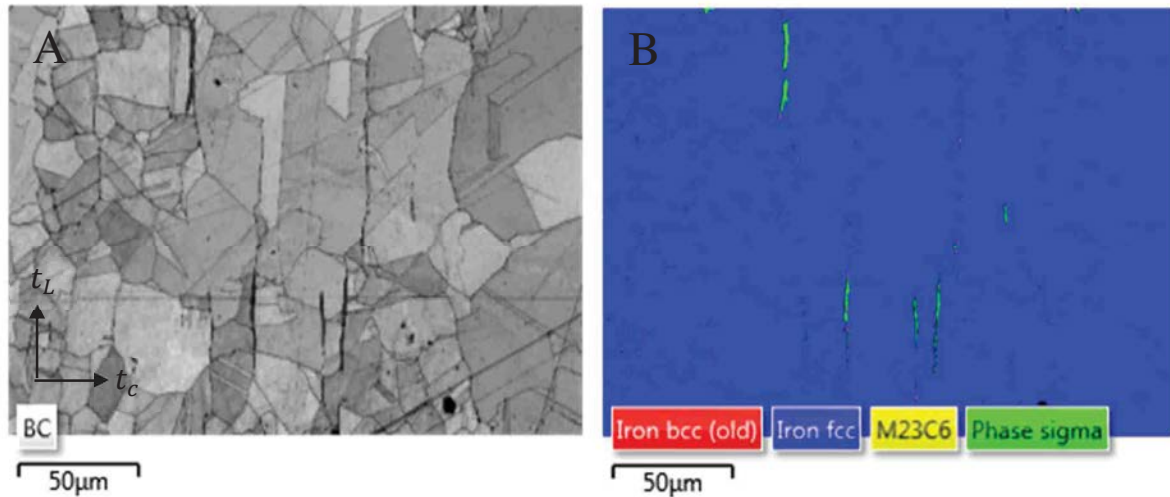 A
B
t_L
t_c
BC
Iron bcc (old) Iron fcc M23C6 Phase sigma
50μm
50μm